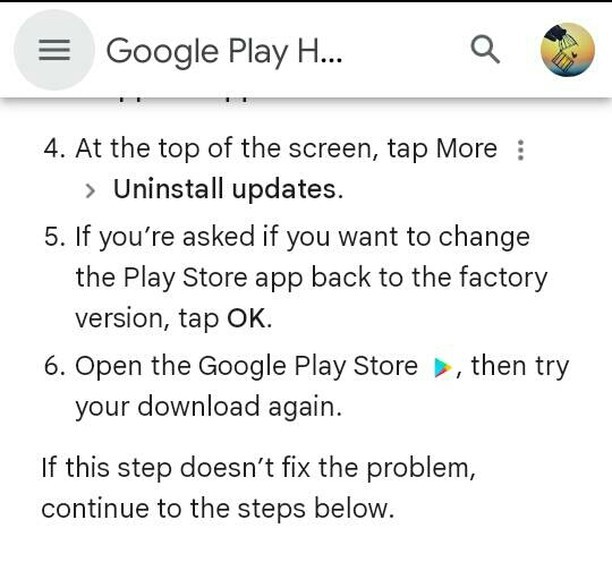 Google Play H...
4. At the top of the screen, tap More ⋮
> Uninstall updates.
5. If you’re asked if you want to change
the Play Store app back to the factory
version, tap OK.
6. Open the Google Play Store , then try
your download again.
If this step doesn’t fix the problem,
continue to the steps below.